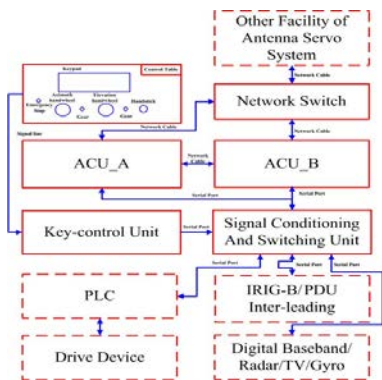 Other Facility of
Antenna Servo
System
Network Cable
Keypad
Control Table
Azimuth
handwheel
Elevation
handwheel
Handstick
Emergency
Stop
Gear
Gear
Network Switch
Network Cable
Network Cable
Signal line
ACU_A
Network
Cable
ACU_B
Serial Port
Serial Port
Key-control Unit
Serial Port
Signal Conditioning
And Switching Unit
Serial Port
Serial Port
Serial Port
PLC
IRIG-B/PDU
Inter-leading
Drive Device
Digital Baseband/
Radar/TV/Gyro